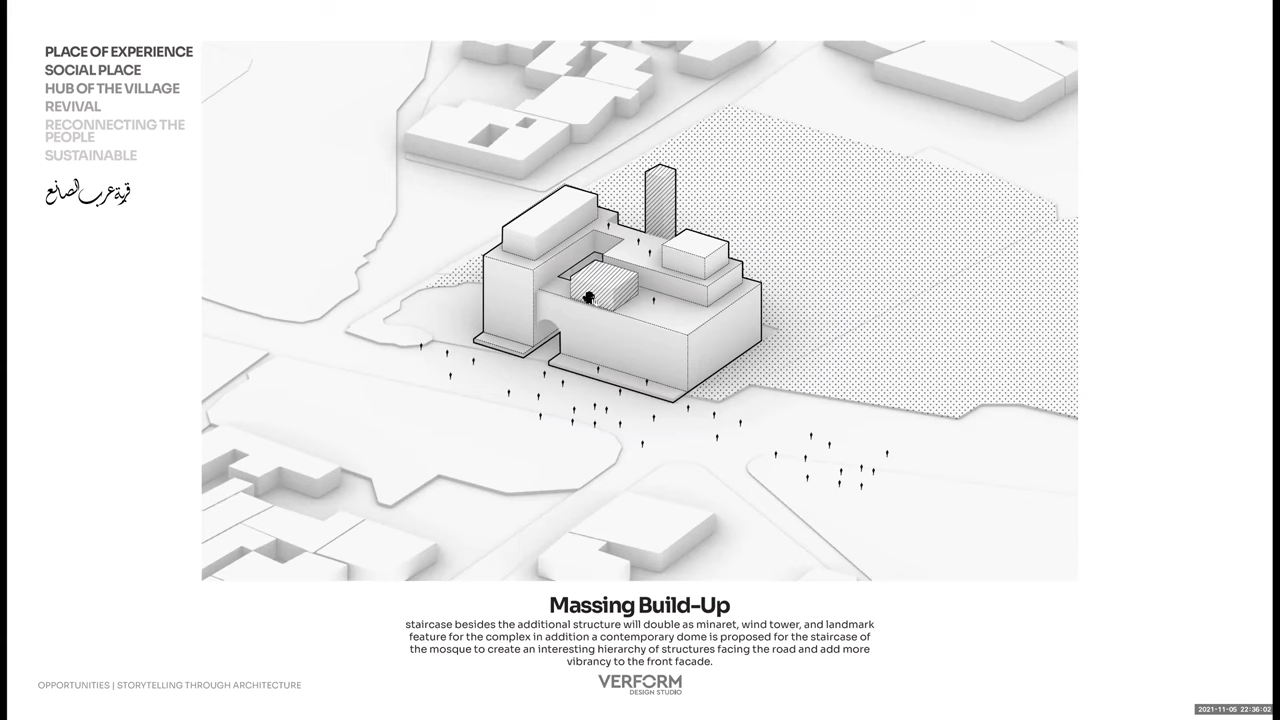 PLACE OF EXPERIENCE
SOCIAL PLACE
HUB OF THE VILLAGE
REVIVAL
RECONNECTING THE
PEOPLE
SUSTAINABLE
قرية عرب الصانع
Massing Build-Up
staircase besides the additional structure will double as minaret, wind tower, and landmark
feature for the complex in addition a contemporary dome is proposed for the staircase of
the mosque to create an interesting hierarchy of structures facing the road and add more
vibrancy to the front facade.
OPPORTUNITIES | STORYTELLING THROUGH ARCHITECTURE
VERFORM
DESIGN STUDIO
2021-11-05 22:36:02